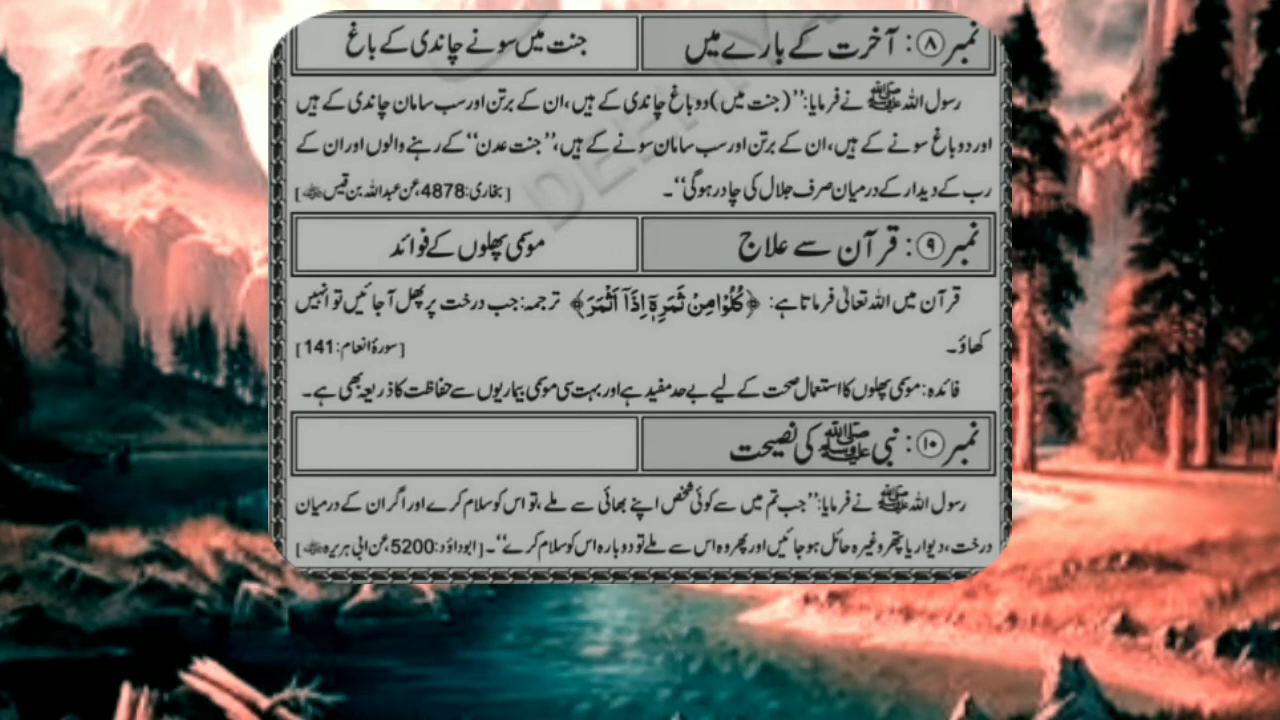 نمبر ⑧: آخرت کے بارے میں
جنت میں سونے چاندی کے باغ
رسول اللہ ﷺ نے فرمایا: ’’(جنت میں) دو باغ چاندی کے ہیں، ان کے برتن اور سب سامان چاندی کے ہیں
اور دو باغ سونے کے ہیں، ان کے برتن اور سب سامان سونے کے ہیں، ’’جنت عدن‘‘ کے رہنے والوں اور ان کے
رب کے دیدار کے درمیان صرف جلال کی چادر ہوگی‘‘۔ [بخاری: 4878، عن عبداللہ بن قیس ؓ]
نمبر ⑨: قرآن سے علاج
موسمی پھلوں کے فوائد
قرآن میں اللہ تعالیٰ فرماتا ہے: ﴿كُلُوْا مِنْ ثَمَرِهٖٓ اِذَآ اَثْمَرَ﴾ ترجمہ: جب درخت پر پھل آجائیں تو انہیں
کھاؤ۔ [سورۂ انعام: 141]
فائدہ: موسمی پھلوں کا استعمال صحت کے لیے بے حد مفید ہے اور بہت سی موسمی بیماریوں سے حفاظت کا ذریعہ بھی ہے۔
نمبر ⑩: نبی ﷺ کی نصیحت
رسول اللہ ﷺ نے فرمایا: ’’جب تم میں سے کوئی شخص اپنے بھائی سے ملے، تو اس کو سلام کرے اور اگر ان کے درمیان
درخت، دیوار یا پتھر وغیرہ حائل ہو جائیں اور پھر وہ اس سے ملے تو دوبارہ اس کو سلام کرے‘‘۔ [ابوداؤد: 5200، عن ابی ہریرہ ؓ]